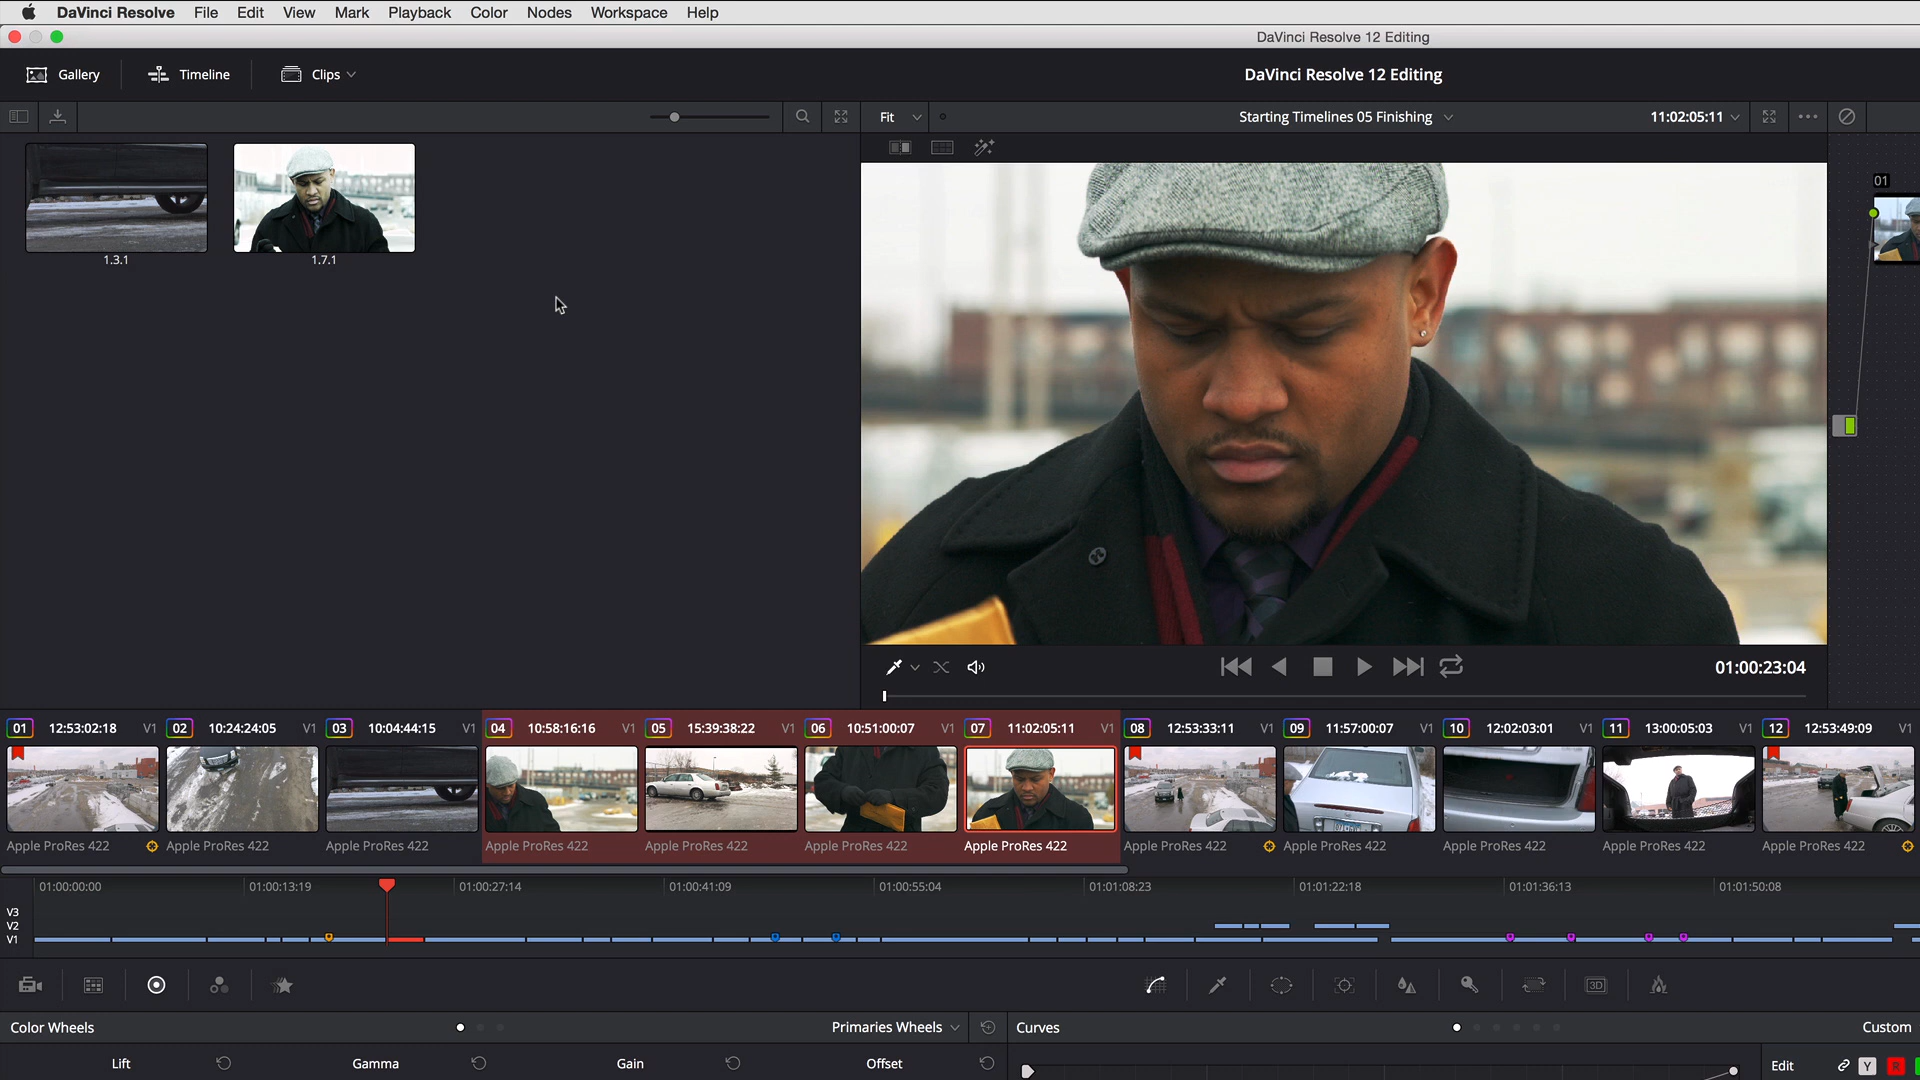 DaVinci Resolve File Edit View Mark Playback Color Nodes Workspace Help
DaVinci Resolve 12 Editing
Gallery Timeline Clips DaVinci Resolve 12 Editing
Fit Starting Timelines 05 Finishing 11:02:05:11
01
1.3.1 1.7.1
01:00:23:04
01 12:53:02:18 V1 02 10:24:24:05 V1 03 10:04:44:15 V1 04 10:58:16:16 V1 05 15:39:38:22 V1 06 10:51:00:07 V1 07 11:02:05:11 V1 08 12:53:33:11 V1 09 11:57:00:07 V1 10 12:02:03:01 V1 11 13:00:05:03 V1 12 12:53:49:09 V1
Apple ProRes 422 Apple ProRes 422 Apple ProRes 422 Apple ProRes 422 Apple ProRes 422 Apple ProRes 422 Apple ProRes 422 Apple ProRes 422 Apple ProRes 422 Apple ProRes 422 Apple ProRes 422 Apple ProRes 422
01:00:00:00 01:00:13:19 01:00:27:14 01:00:41:09 01:00:55:04 01:01:08:23 01:01:22:18 01:01:36:13 01:01:50:08
V3
V2
V1
3D
Color Wheels Primaries Wheels Curves Custom
Lift Gamma Gain Offset Edit Y R